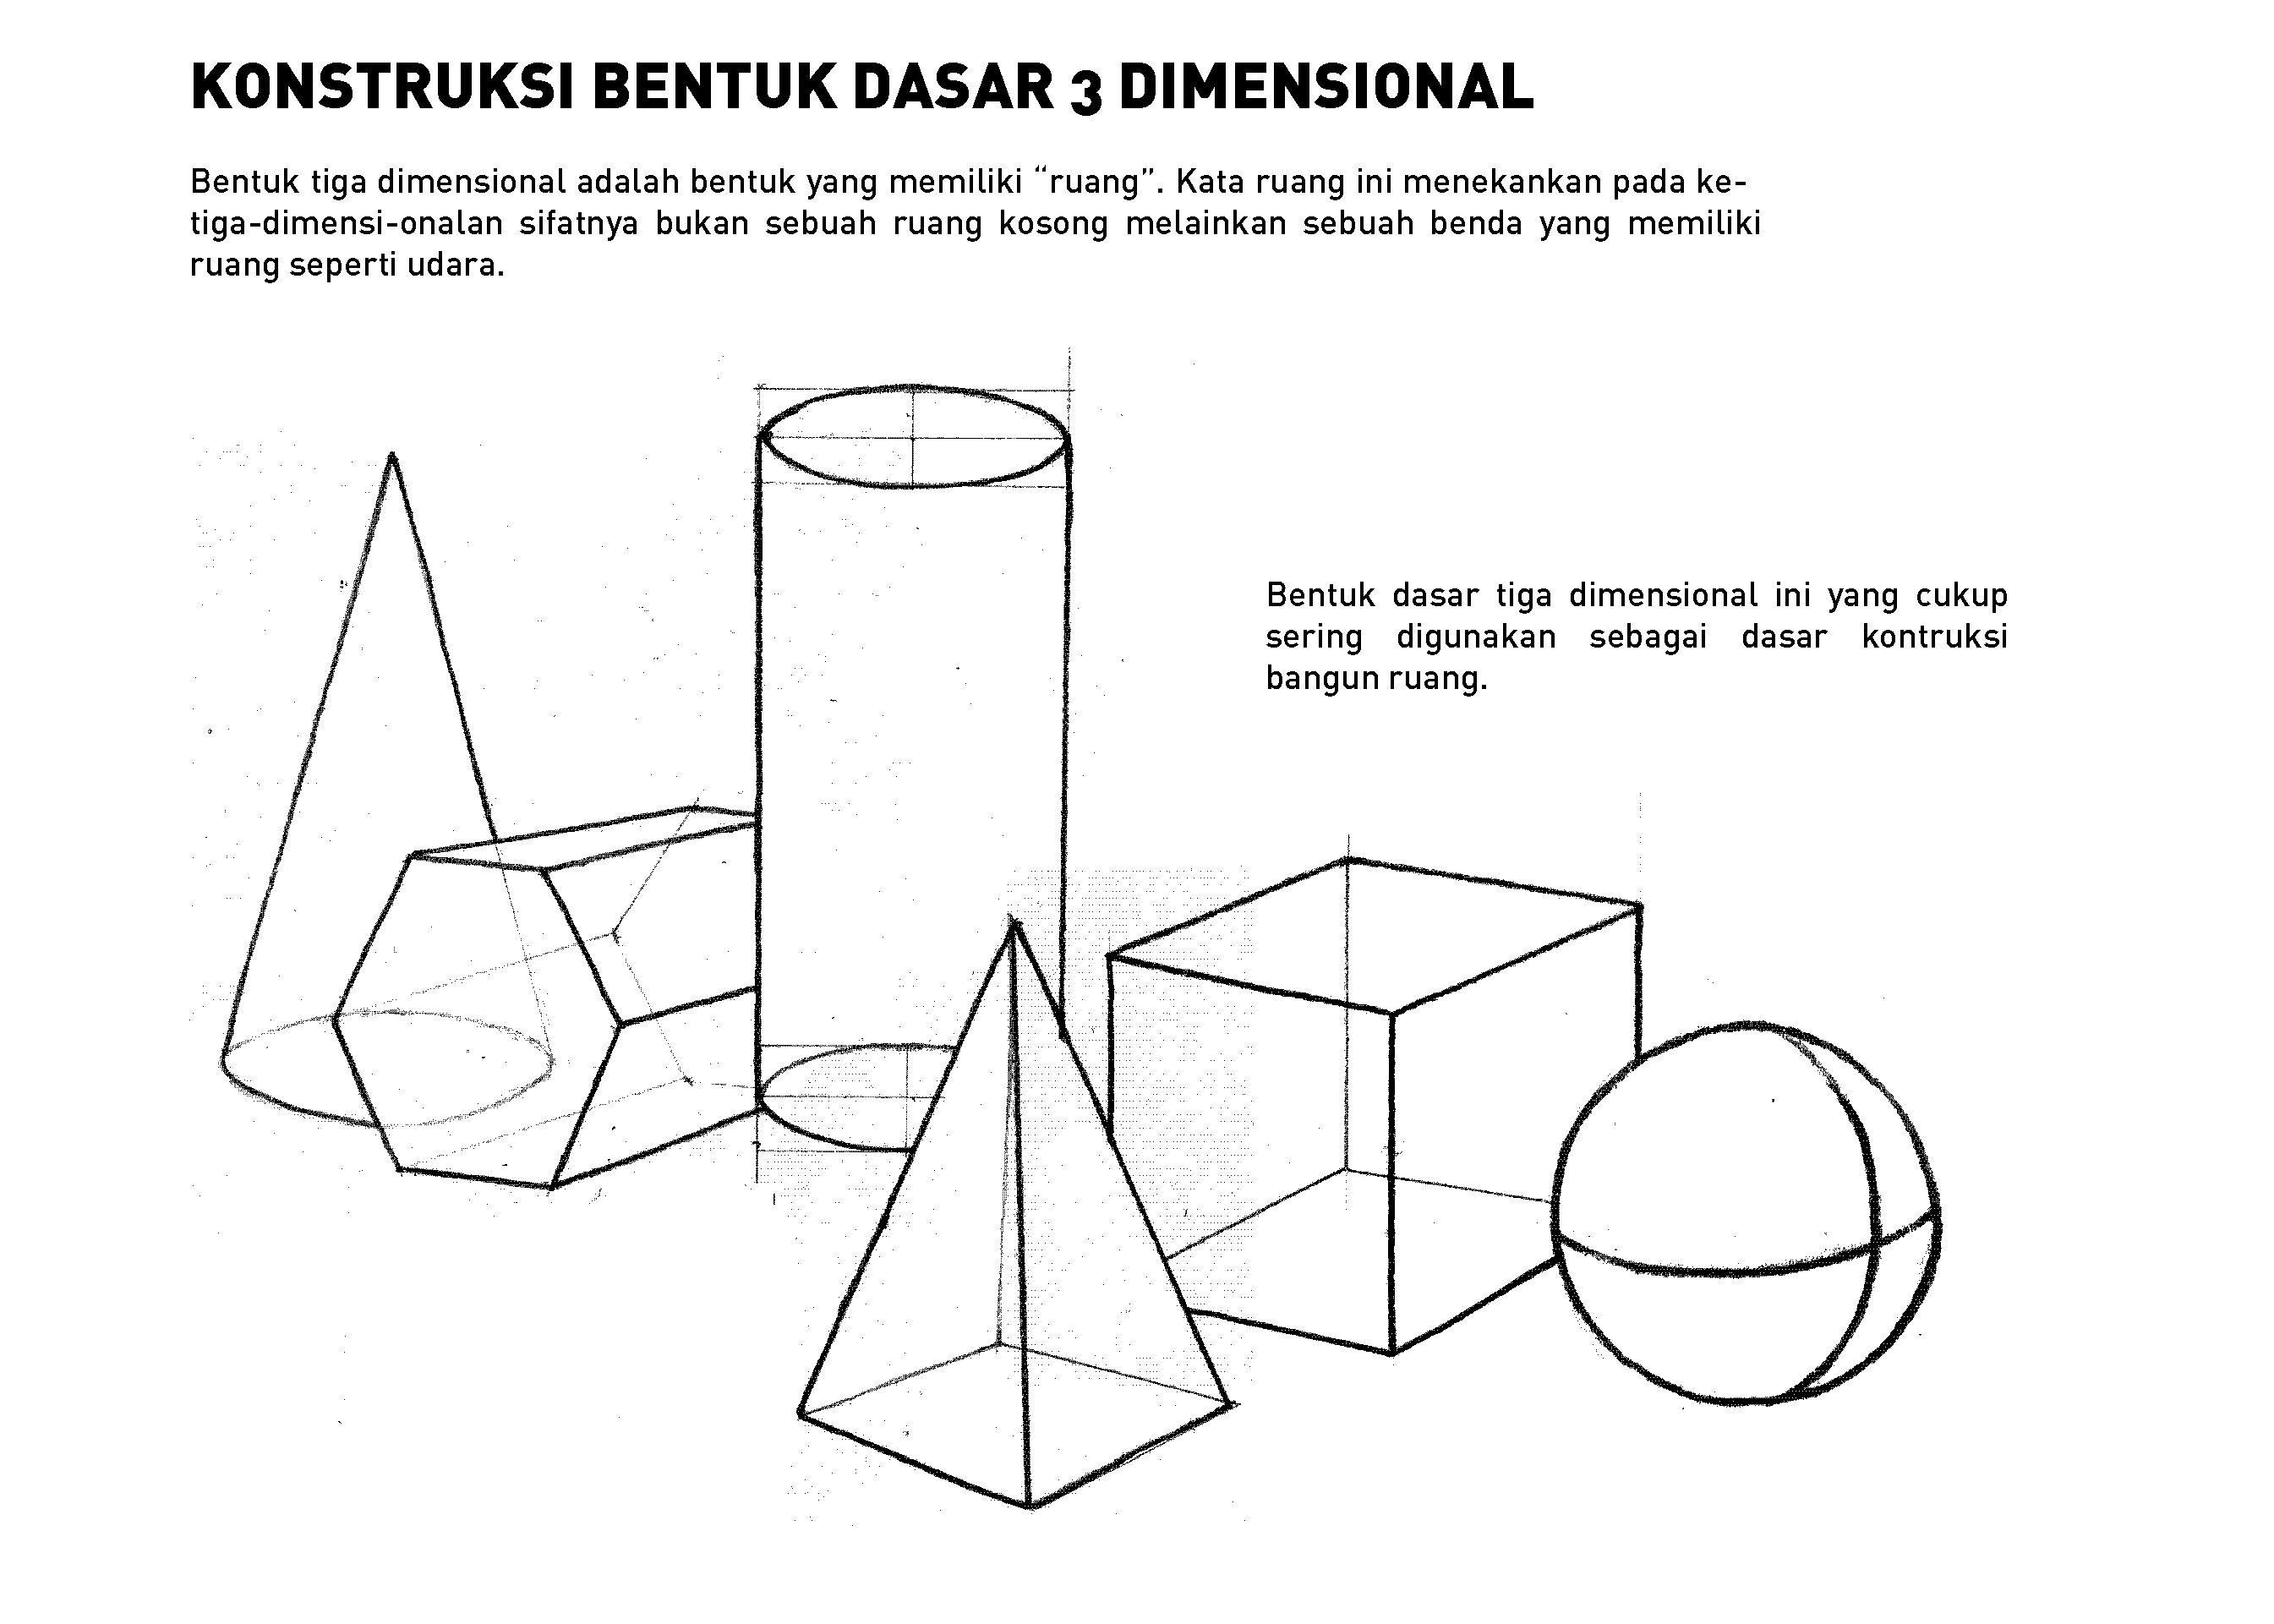 KONSTRUKSI BENTUK DASAR 3 DIMENSIONAL
Bentuk tiga dimensional adalah bentuk yang memiliki “ruang”. Kata ruang ini menekankan pada ke-
tiga-dimensi-onalan sifatnya bukan sebuah ruang kosong melainkan sebuah benda yang memiliki
ruang seperti udara.
Bentuk dasar tiga dimensional ini yang cukup
sering digunakan sebagai dasar kontruksi
bangun ruang.